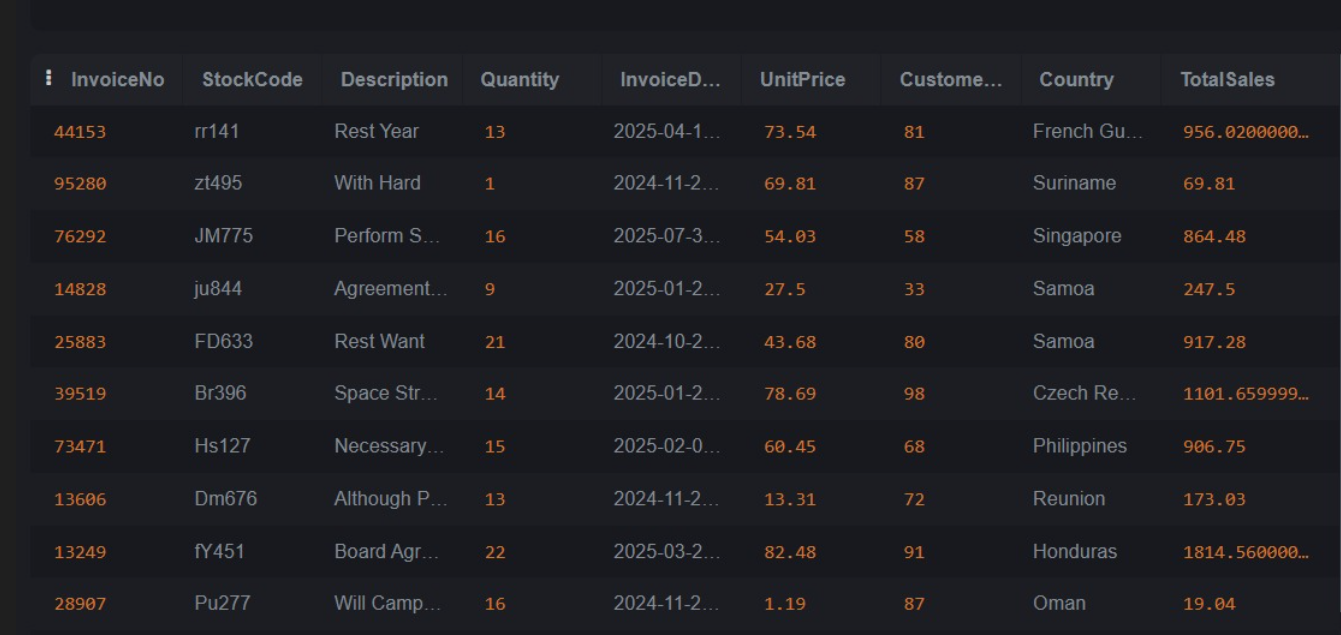 InvoiceNo StockCode Description Quantity InvoiceD... UnitPrice Custome... Country TotalSales
44153 rr141 Rest Year 13 2025-04-1... 73.54 81 French Gu... 956.0200000...
95280 zt495 With Hard 1 2024-11-2... 69.81 87 Suriname 69.81
76292 JM775 Perform S... 16 2025-07-3... 54.03 58 Singapore 864.48
14828 ju844 Agreement... 9 2025-01-2... 27.5 33 Samoa 247.5
25883 FD633 Rest Want 21 2024-10-2... 43.68 80 Samoa 917.28
39519 Br396 Space Str... 14 2025-01-2... 78.69 98 Czech Re... 1101.659999...
73471 Hs127 Necessary... 15 2025-02-0... 60.45 68 Philippines 906.75
13606 Dm676 Although P... 13 2024-11-2... 13.31 72 Reunion 173.03
13249 fY451 Board Agr... 22 2025-03-2... 82.48 91 Honduras 1814.560000...
28907 Pu277 Will Camp... 16 2024-11-2... 1.19 87 Oman 19.04